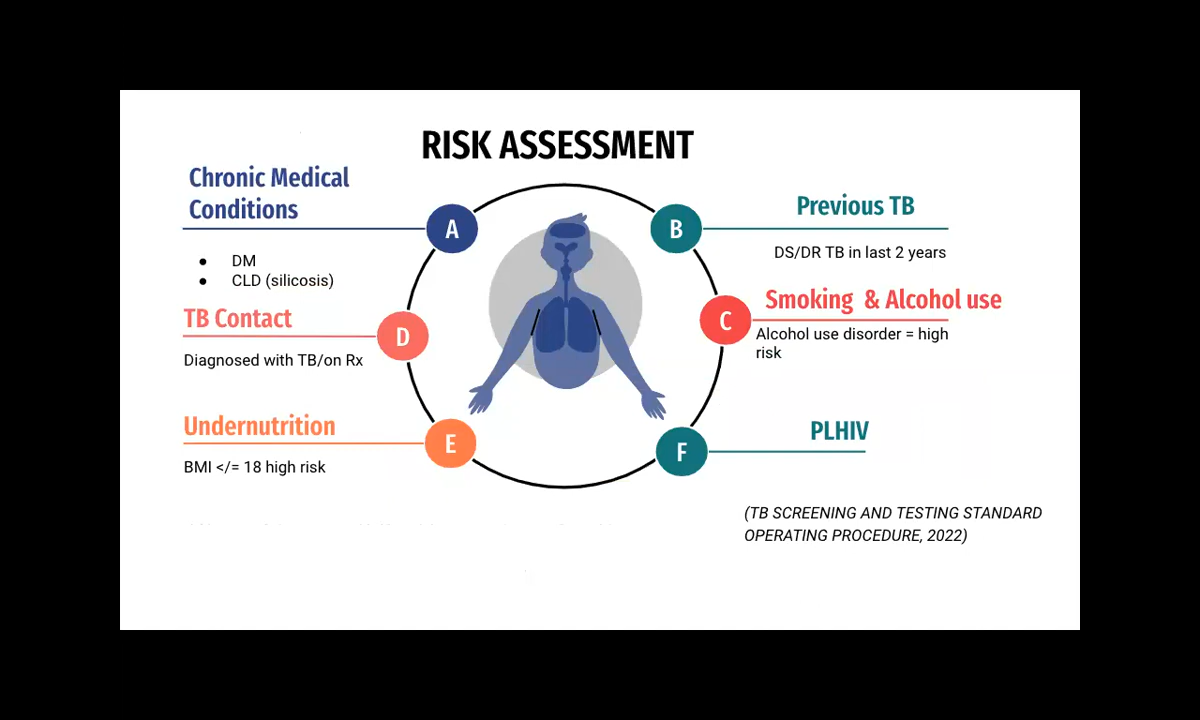 RISK ASSESSMENT
Chronic Medical
Conditions
A
● DM
● CLD (silicosis)
B
Previous TB
DS/DR TB in last 2 years
C
Smoking & Alcohol use
Alcohol use disorder = high
risk
TB Contact
D
Diagnosed with TB/on Rx
Undernutrition
E
BMI </= 18 high risk
F
PLHIV
(TB SCREENING AND TESTING STANDARD
OPERATING PROCEDURE, 2022)